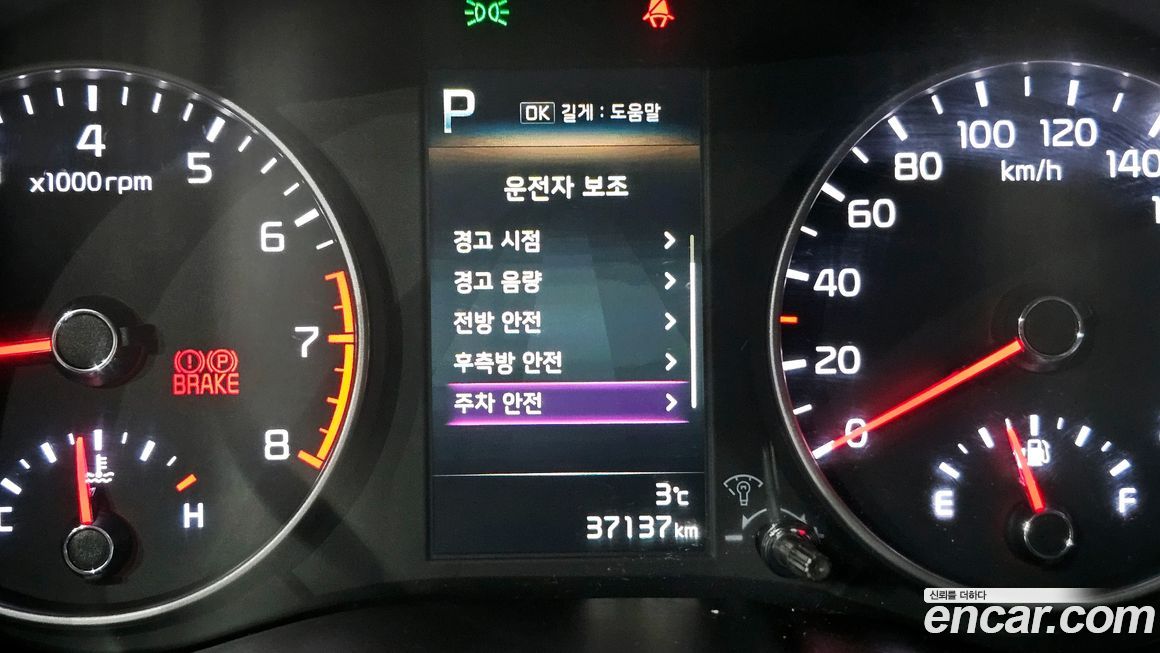 P
OK 길게 : 도움말
운전자 보조
경고 시점
경고 음량
전방 안전
후측방 안전
주차 안전
3℃
37137km
4
5
6
7
8
x1000rpm
BRAKE
C
H
0
20
40
60
80
100
120
140
km/h
E
F
신뢰를 더하다
encar.com